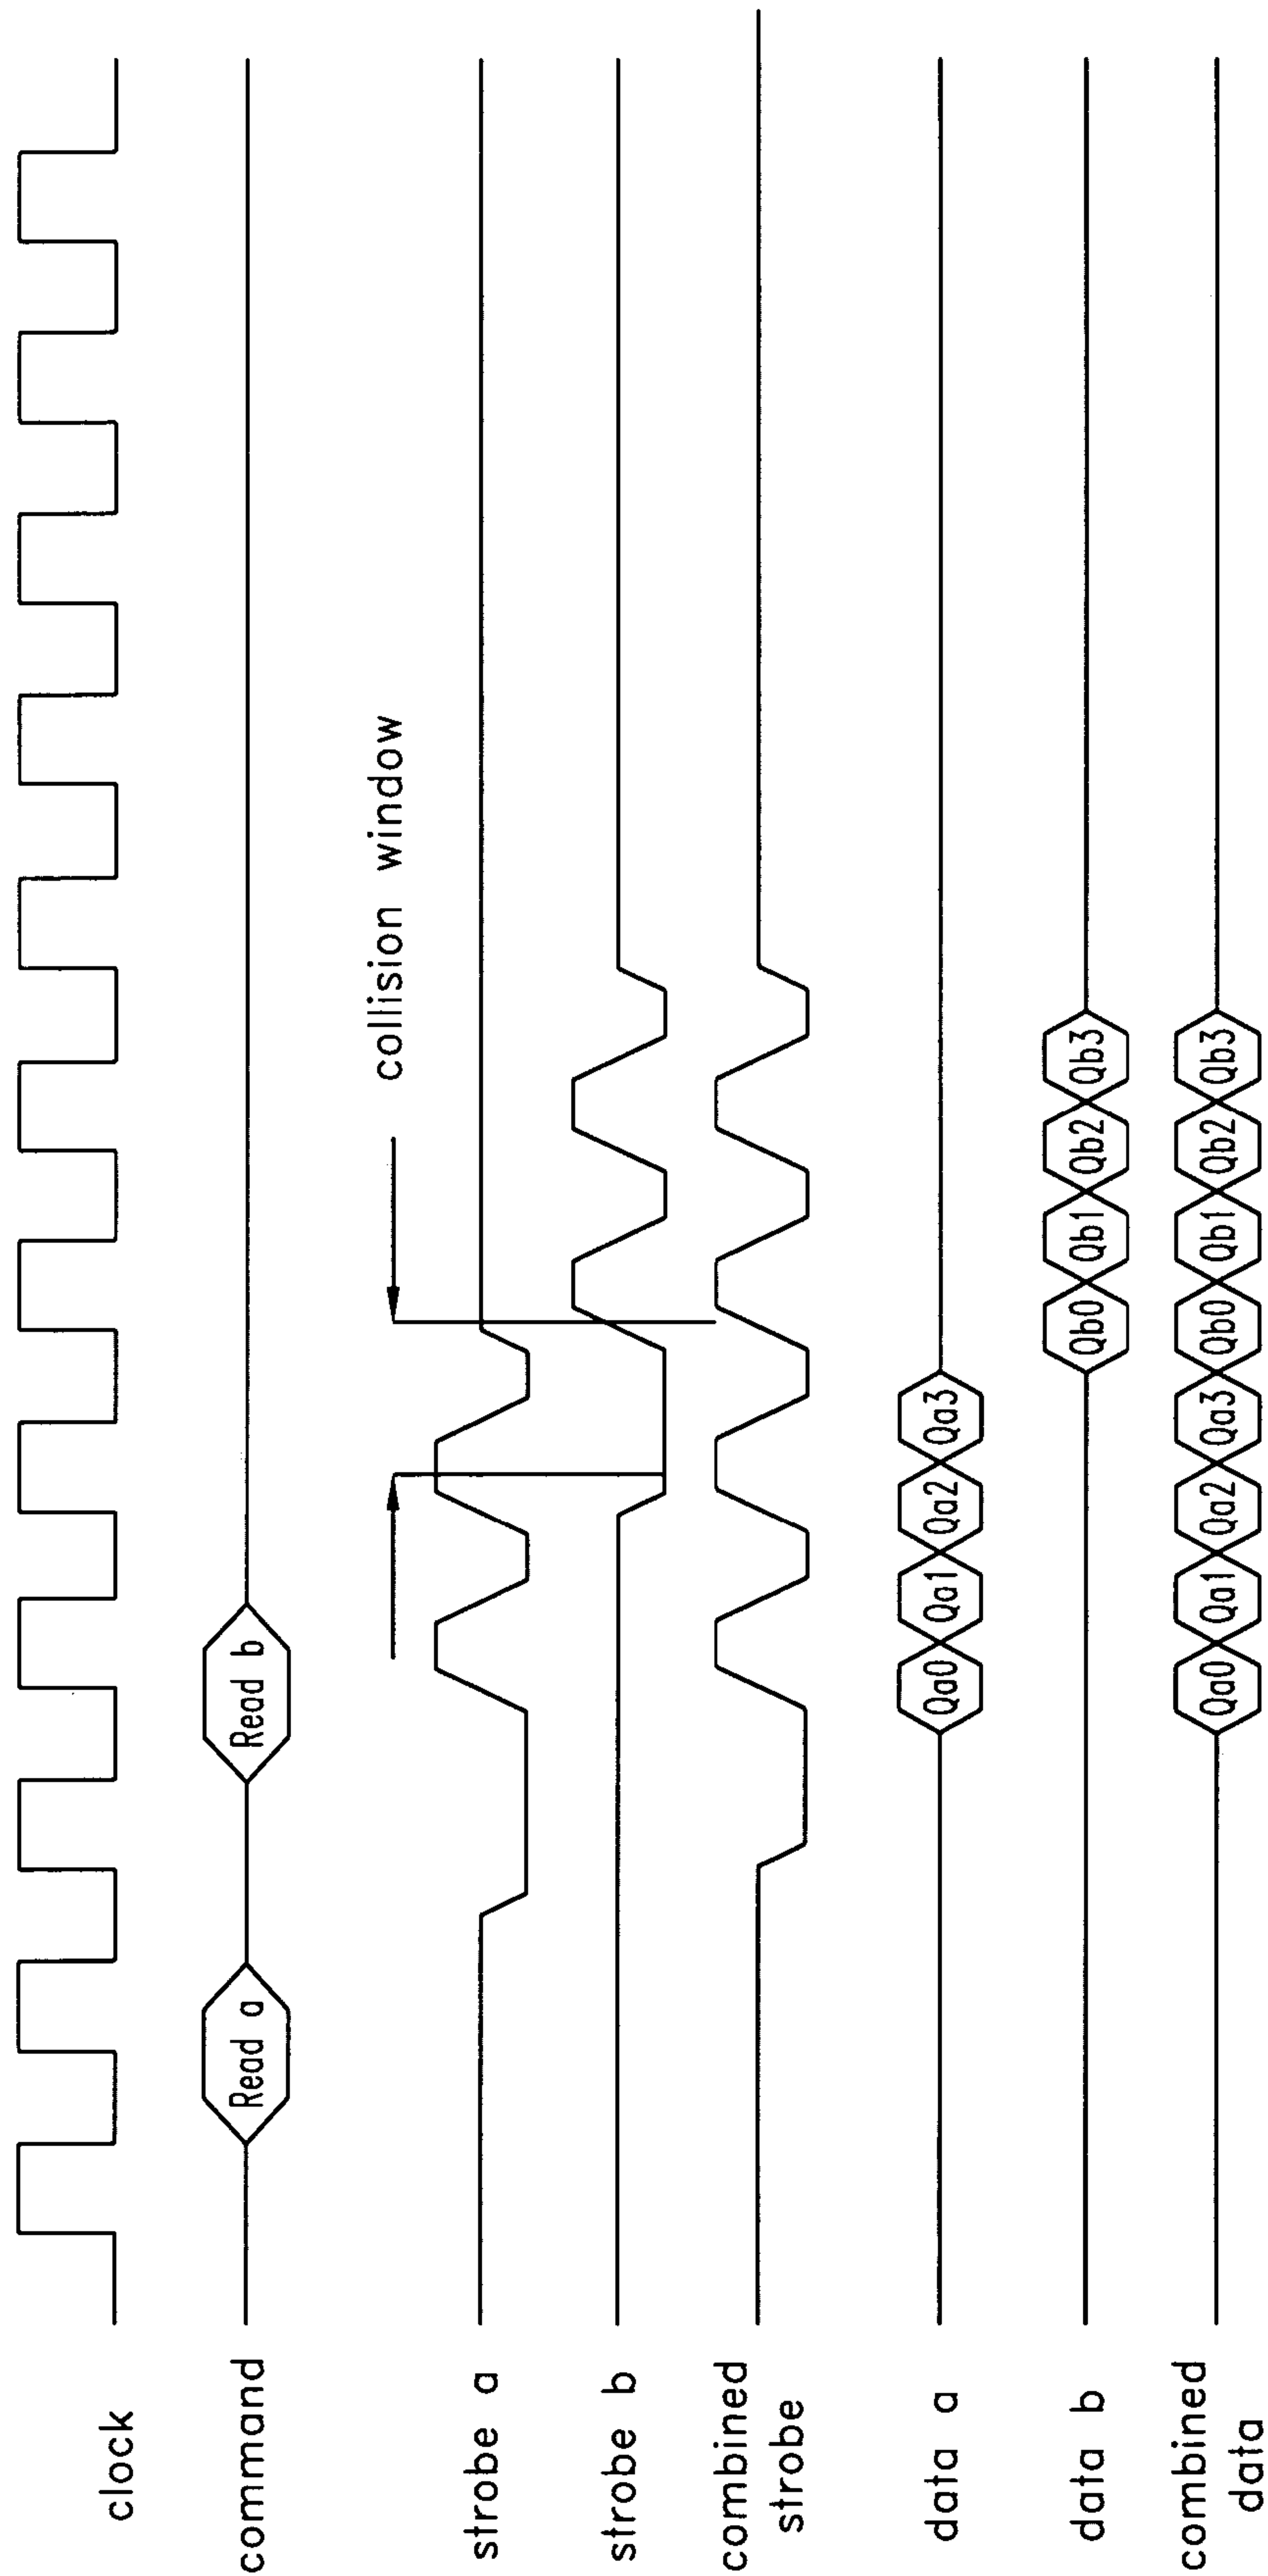 clock
command
Read a
Read b
collision window
strobe a
strobe b
combined
strobe
data a
Qa0
Qa1
Qa2
Qa3
data b
Qb0
Qb1
Qb2
Qb3
combined
data
Qa0
Qa1
Qa2
Qa3
Qb0
Qb1
Qb2
Qb3